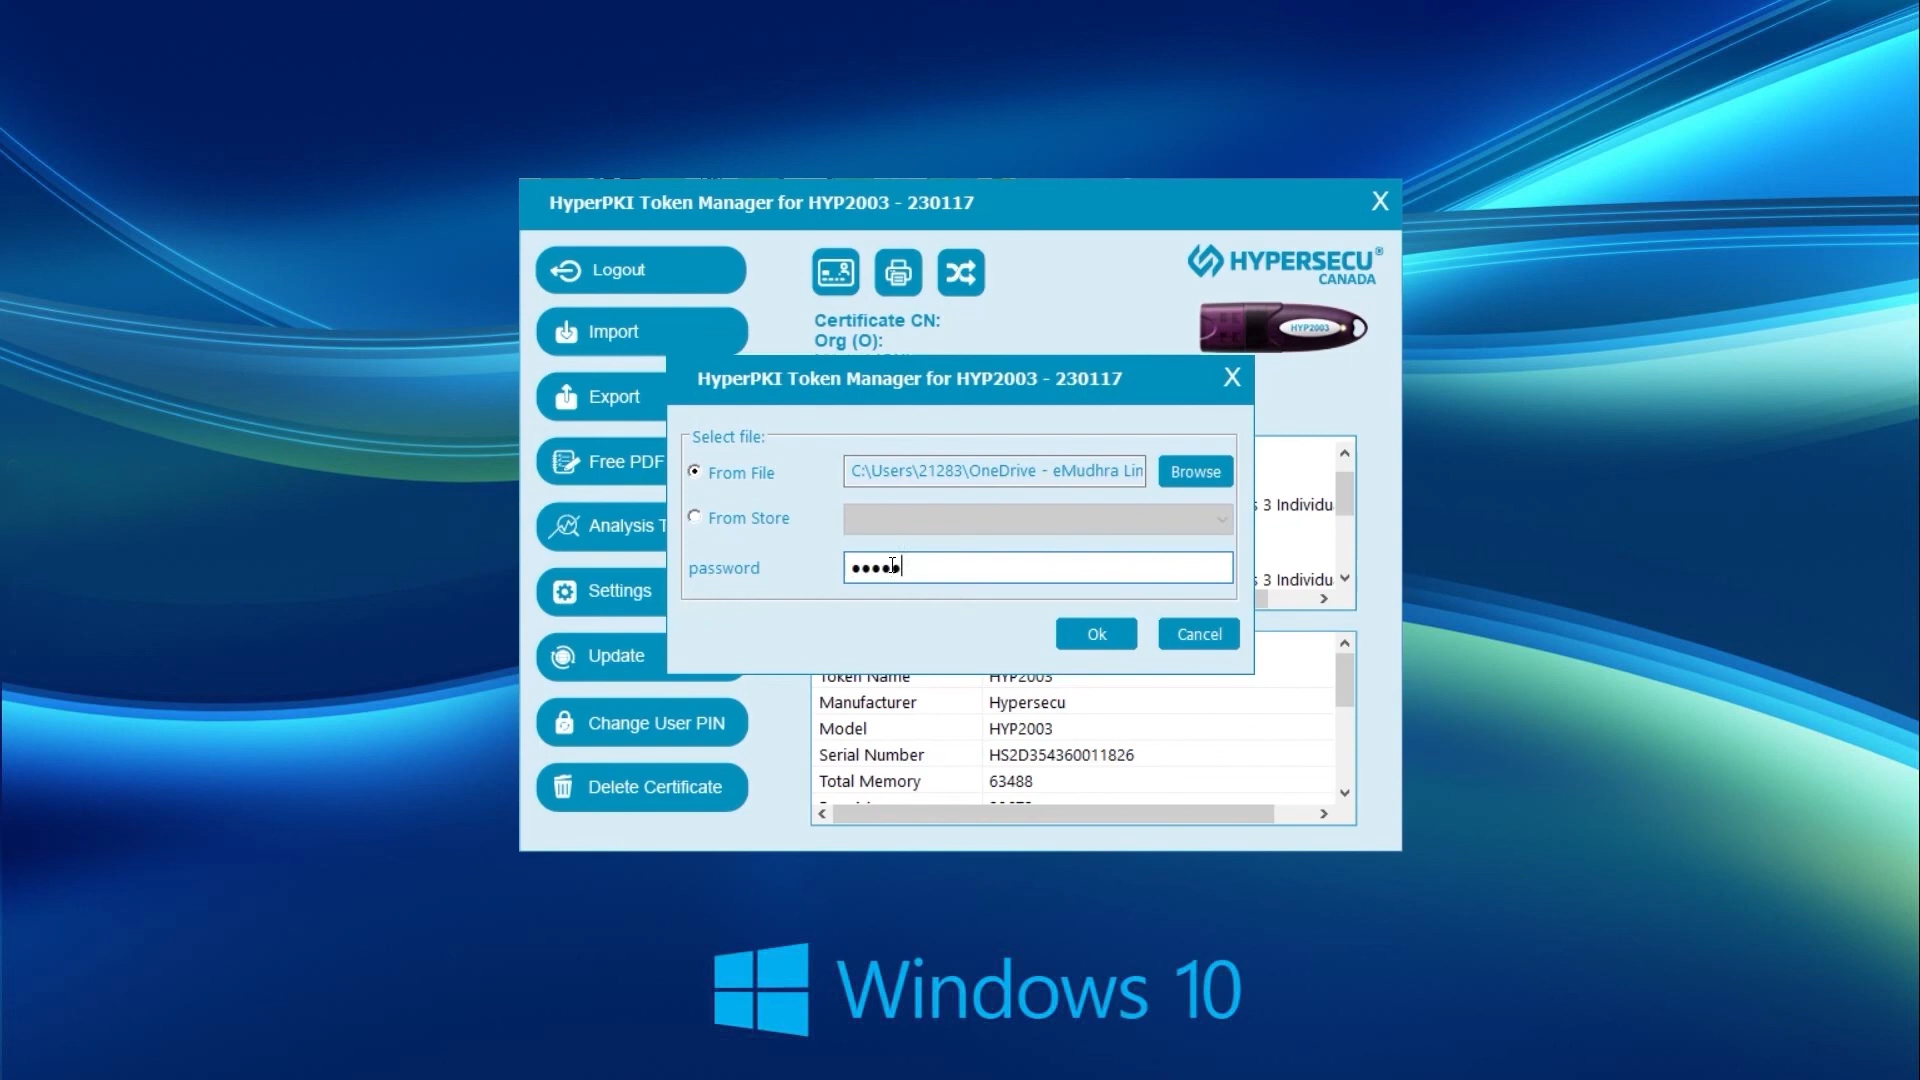 HyperPKI Token Manager for HYP2003 - 230117
X
Logout
HYPERSECU®
CANADA
Import
Certificate CN:
Org (O):
HYP2003
HyperPKI Token Manager for HYP2003 - 230117
X
Export
Select file:
Free PDF
From File
C:\Users\21283\OneDrive - eMudhra Lin
Browse
3 Individu
From Store
Analysis T
password
3 Individu
Settings
Ok
Cancel
Update
Token Name
HYP2003
Manufacturer
Hypersecu
Change User PIN
Model
HYP2003
Serial Number
HS2D354360011826
Total Memory
63488
Delete Certificate
Windows 10